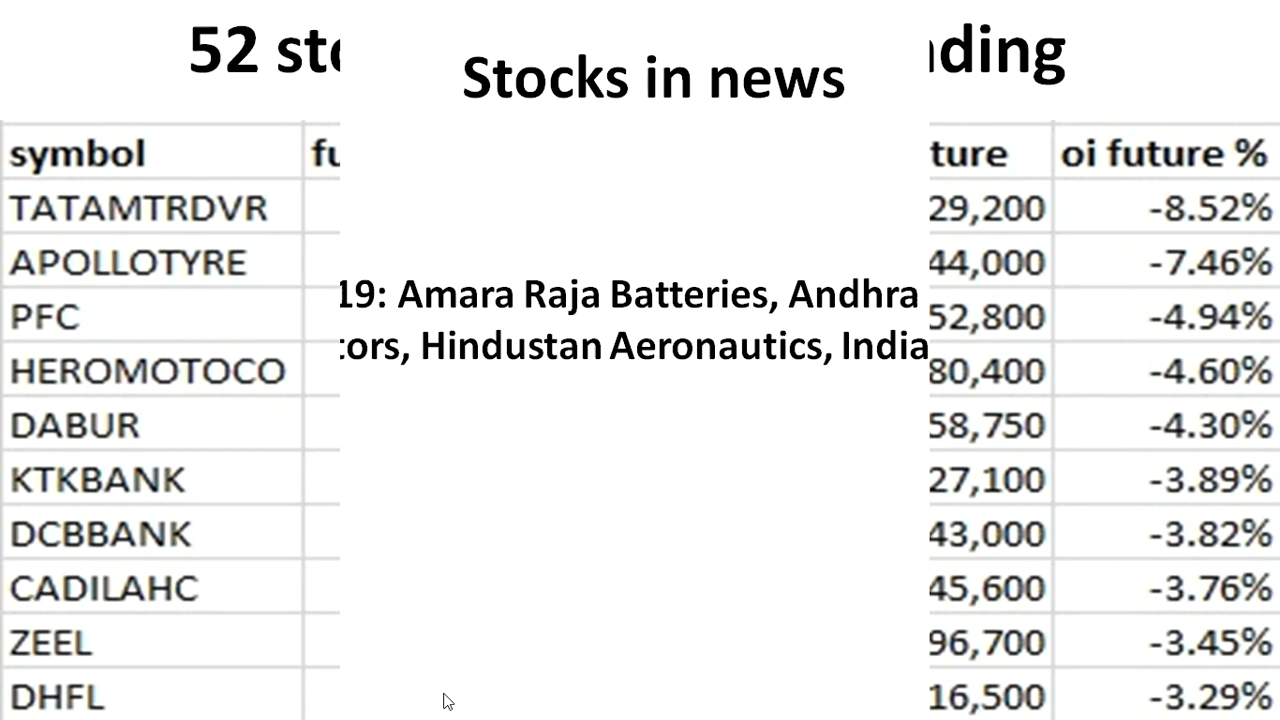 52 sto
Stocks in news
nding
symbol fu ture oi future %
TATAMTRDVR 29,200 -8.52%
APOLLOTYRE 44,000 -7.46%
19: Amara Raja Batteries, Andhra
PFC 52,800 -4.94%
tors, Hindustan Aeronautics, India
HEROMOTOCO 80,400 -4.60%
DABUR 58,750 -4.30%
KTKBANK 27,100 -3.89%
DCBBANK 43,000 -3.82%
CADILAHC 45,600 -3.76%
ZEEL 96,700 -3.45%
DHFL 16,500 -3.29%